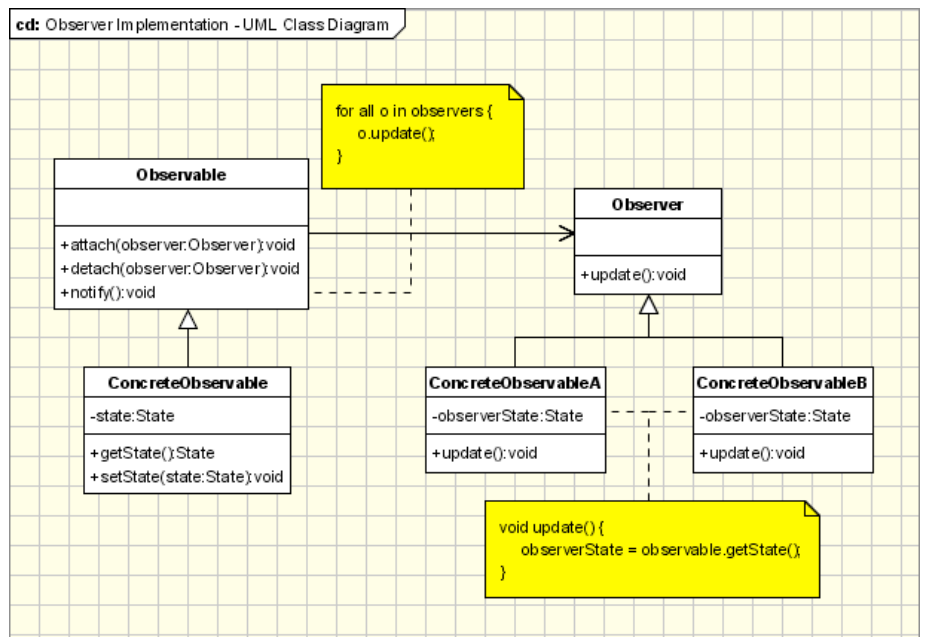 cd: Observer Implementation - UML Class Diagram
for all o in observers {
o.update();
}
Observable
+attach(observer:Observer):void
+detach(observer:Observer):void
+notify():void
Observer
+update():void
ConcreteObservable
-state:State
+getState():State
+setState(state:State):void
ConcreteObservableA
-observerState:State
+update():void
ConcreteObservableB
-observerState:State
+update():void
void update() {
observerState = observable.getState();
}